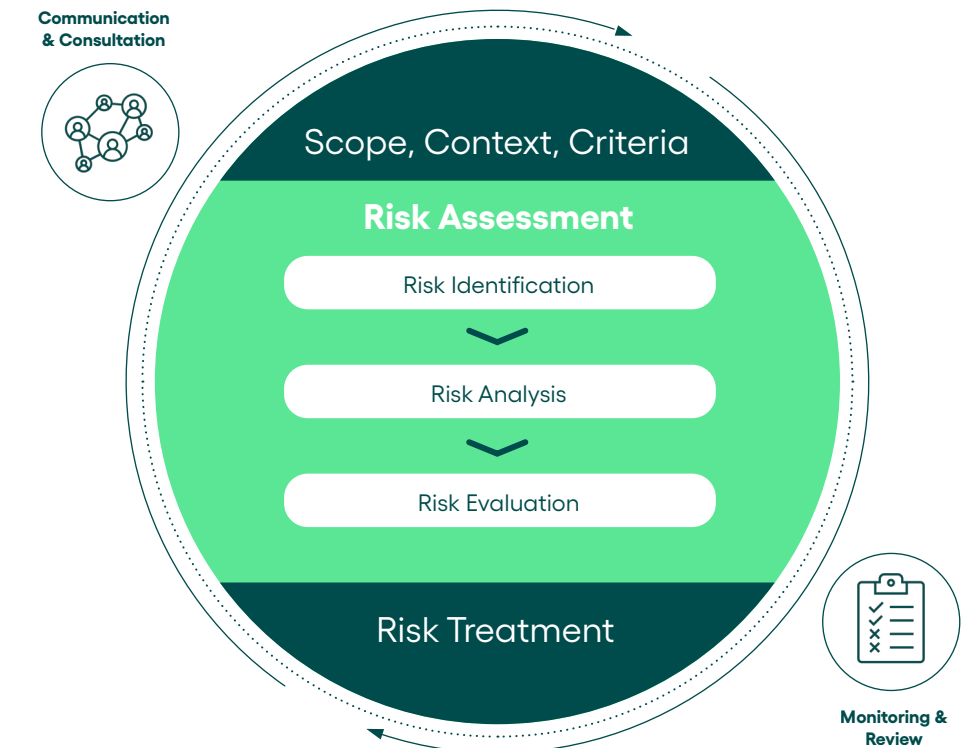 Communication
& Consultation
Scope, Context, Criteria
Risk Assessment
Risk Identification
Risk Analysis
Risk Evaluation
Risk Treatment
Monitoring &
Review